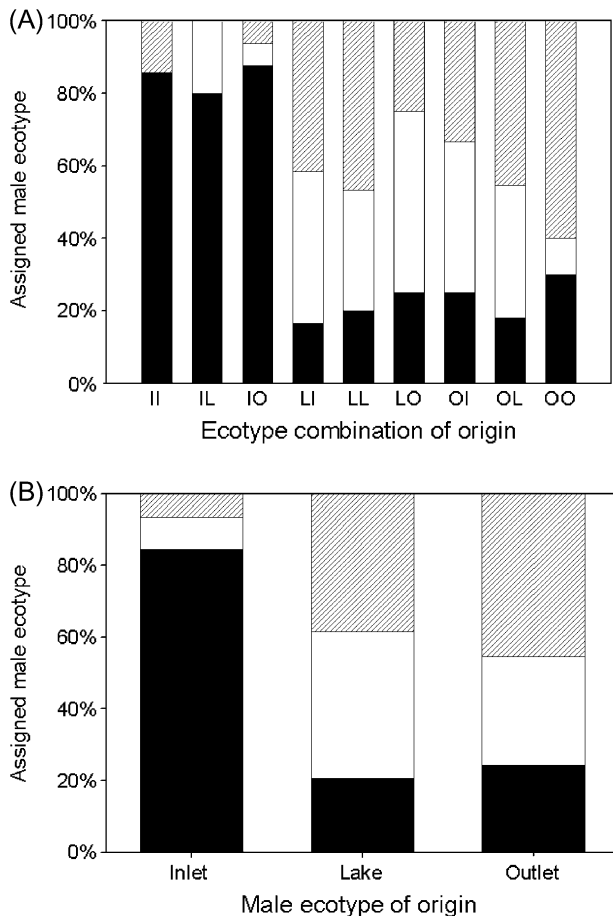 (A)
100%
80%
60%
40%
20%
0%
Assigned male ecotype
II IL IO LI LL LO OI OL OO
Ecotype combination of origin
(B)
100%
80%
60%
40%
20%
0%
Assigned male ecotype
Inlet Lake Outlet
Male ecotype of origin